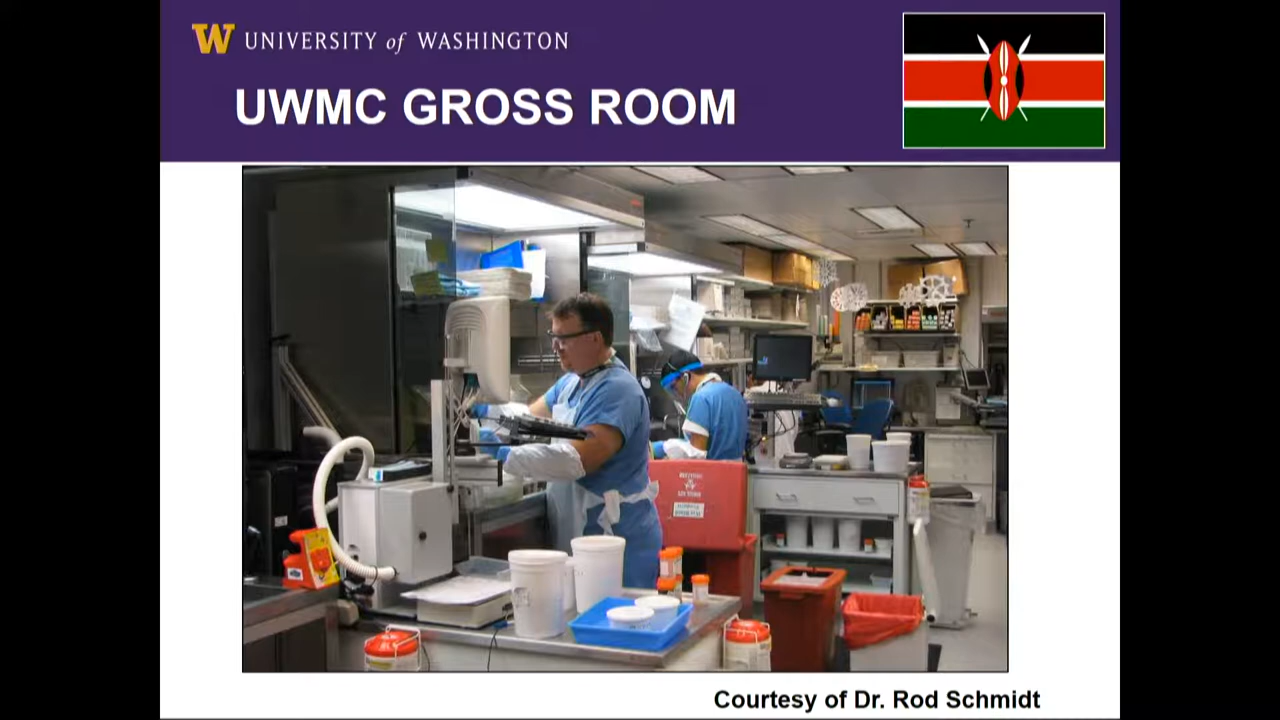 W UNIVERSITY of WASHINGTON
UWMC GROSS ROOM
Courtesy of Dr. Rod Schmidt